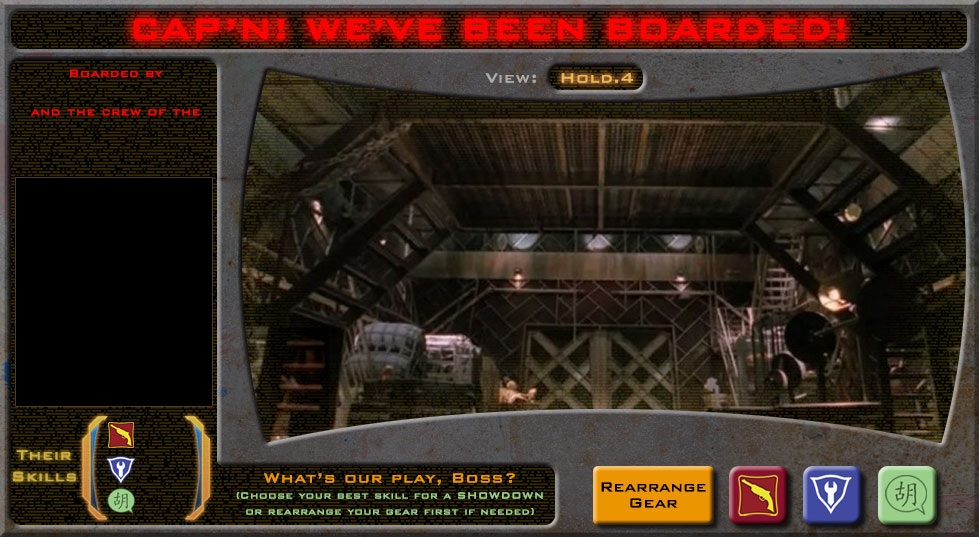 CAP'N! WE'VE BEEN BOARDED!
BOARDED BY
AND THE CREW OF THE
VIEW: HOLD.4
THEIR
SKILLS
胡
WHAT'S OUR PLAY, BOSS?
(CHOOSE YOUR BEST SKILL FOR A SHOWDOWN
OR REARRANGE YOUR GEAR FIRST IF NEEDED)
REARRANGE
GEAR
胡